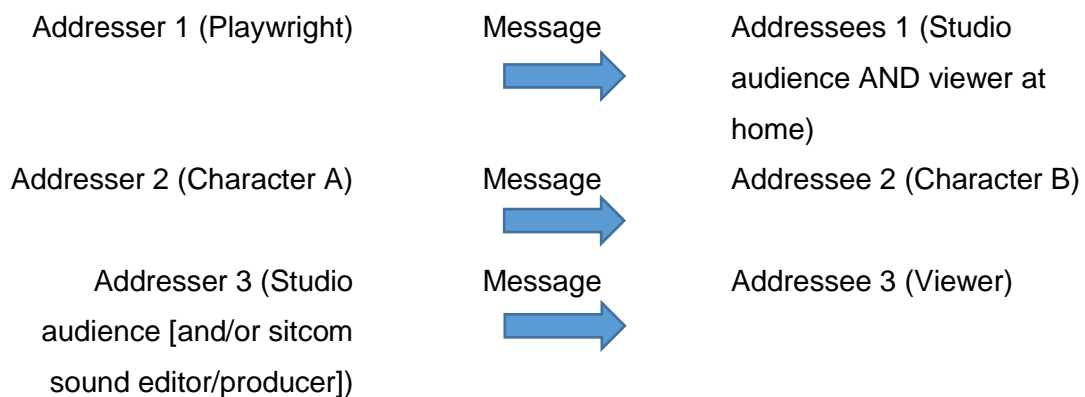 Addresser 1 (Playwright) Message Addressees 1 (Studio
audience AND viewer at
home)
Addresser 2 (Character A) Message Addressee 2 (Character B)
Addresser 3 (Studio Message Addressee 3 (Viewer)
audience [and/or sitcom
sound editor/producer])